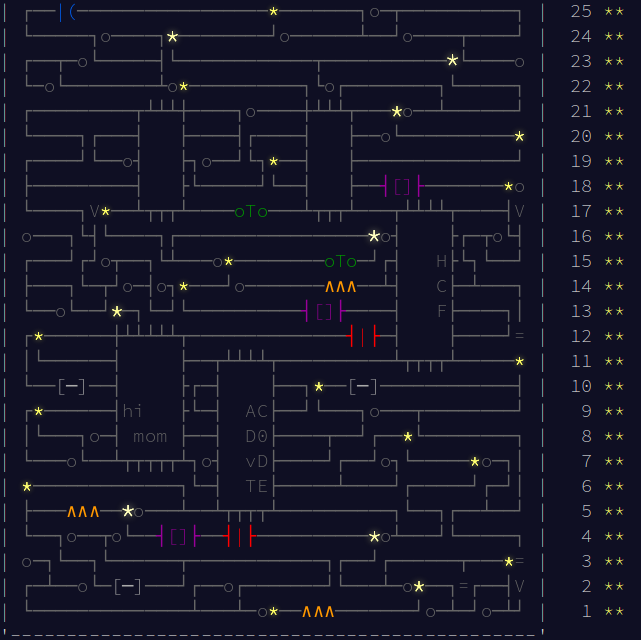 25 **
24 **
23 **
22 **
21 **
20 **
19 **
18 **
17 **
16 **
H 15 **
C 14 **
F 13 **
12 **
11 **
10 **
hi AC 9 **
mom D0 8 **
vD 7 **
TE 6 **
5 **
4 **
3 **
2 **
1 **